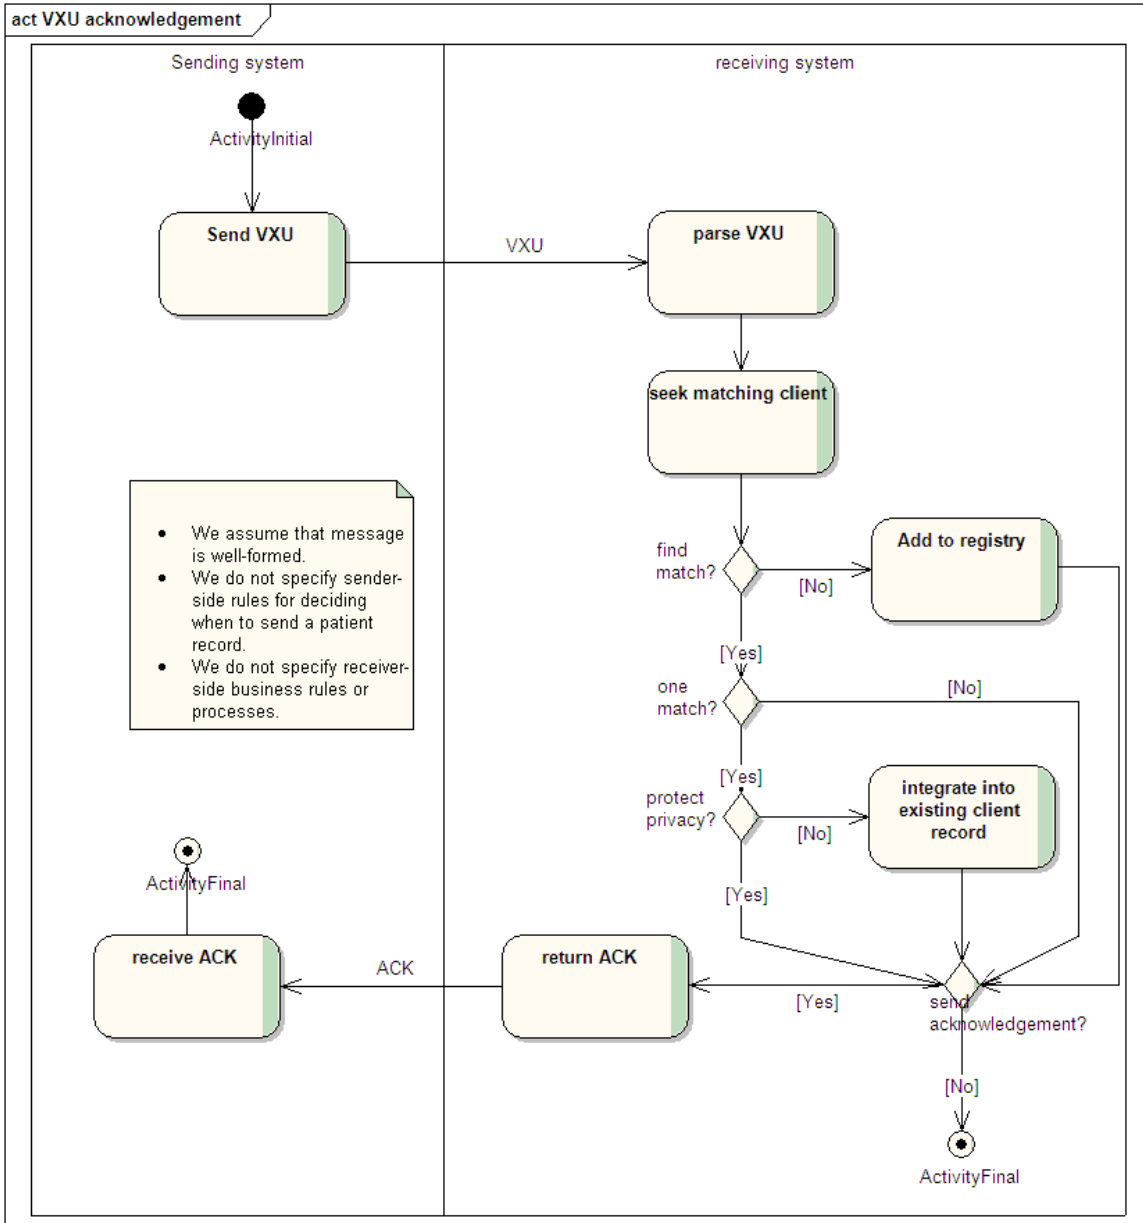 act VXU acknowledgement
Sending system
receiving system
ActivityInitial
Send VXU
VXU
parse VXU
seek matching client
• We assume that message
is well-formed.
• We do not specify sender-
side rules for deciding
when to send a patient
record.
• We do not specify receiver-
side business rules or
processes.
find
match?
[No]
Add to registry
[Yes]
one
match?
[No]
[Yes]
protect
privacy?
[No]
integrate into
existing client
record
[Yes]
ActivityFinal
receive ACK
ACK
return ACK
[Yes]
send
acknowledgement?
[No]
ActivityFinal